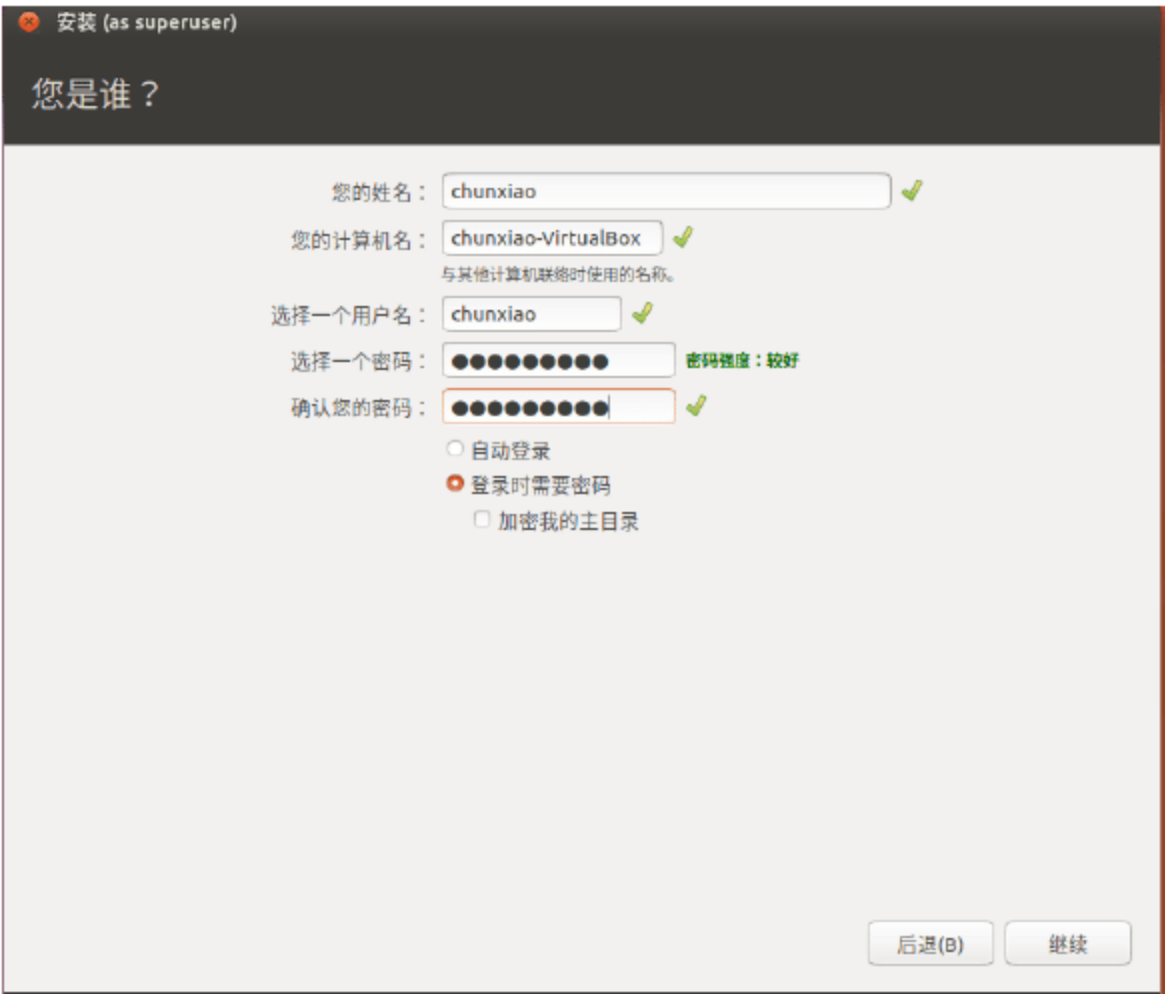 安装 (as superuser)
您是谁？
您的姓名： chunxiao
您的计算机名： chunxiao-VirtualBox
与其他计算机联络时使用的名称。
选择一个用户名： chunxiao
选择一个密码： ●●●●●●●●● 密码强度：较好
确认您的密码： ●●●●●●●●●
自动登录
登录时需要密码
加密我的主目录
后退(B) 继续